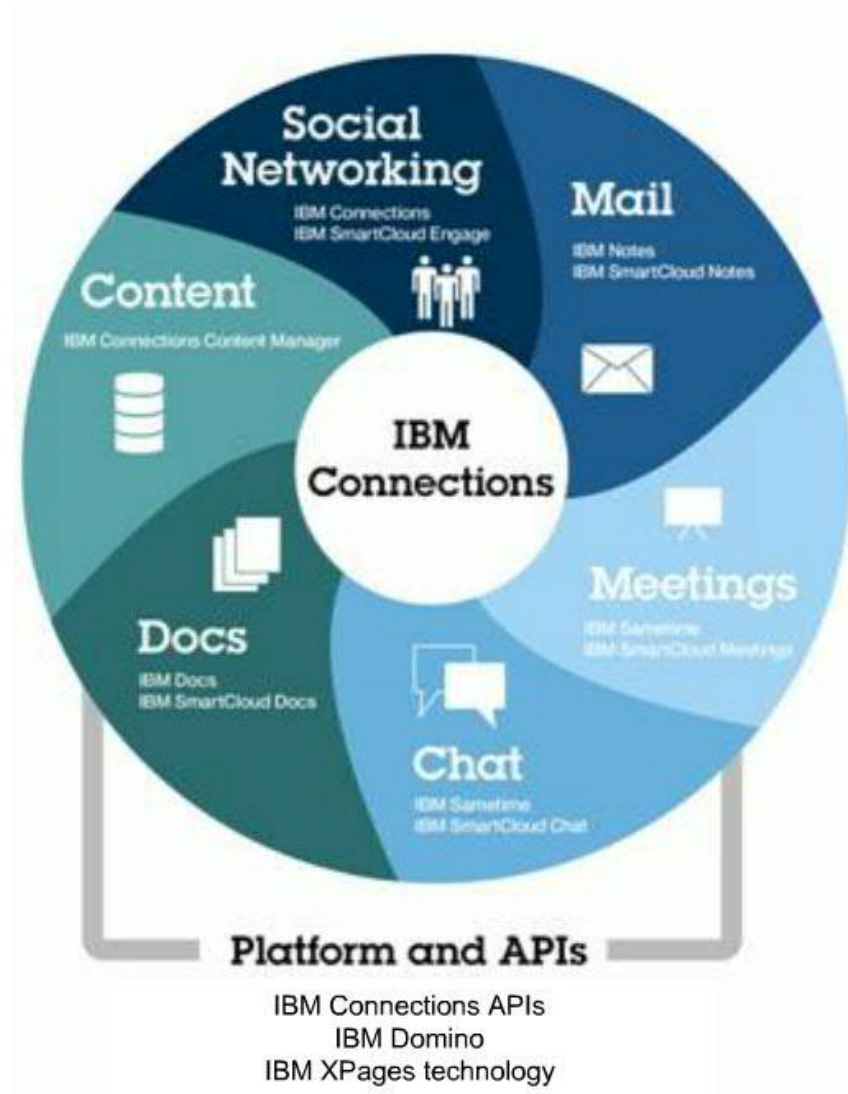 Social
Networking
IBM Connections
IBM SmartCloud Engage
Mail
IBM Notes
IBM SmartCloud Notes
Content
IBM Connections Content Manager
IBM
Connections
Meetings
IBM Sametime
IBM SmartCloud Meetings
Docs
IBM Docs
IBM SmartCloud Docs
Chat
IBM Sametime
IBM SmartCloud Chat
Platform and APIs
IBM Connections APIs
IBM Domino
IBM XPages technology